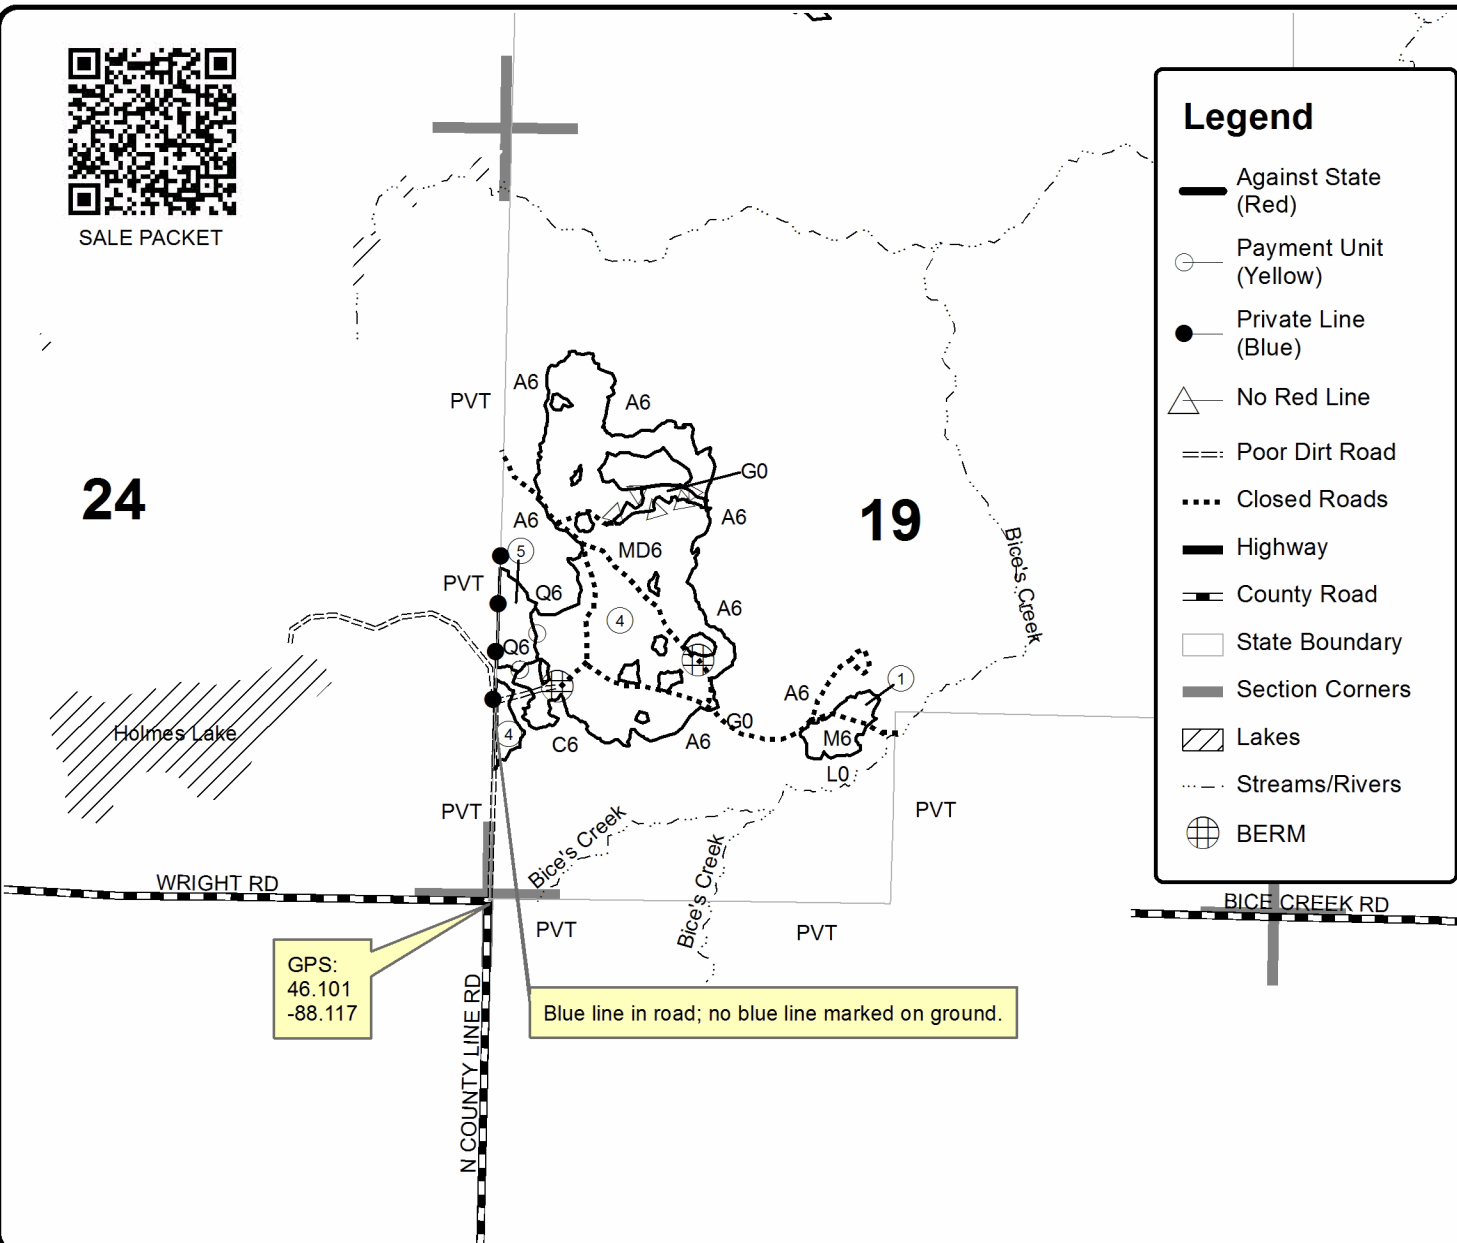 SALE PACKET
Legend
Against State
(Red)
Payment Unit
(Yellow)
Private Line
(Blue)
No Red Line
Poor Dirt Road
Closed Roads
Highway
County Road
State Boundary
Section Corners
Lakes
Streams/Rivers
BERM
A6
PVT
A6
G0
24
19
A6
A6
MD6
5
PVT
Q6
A6
4
Q6
Bice's Creek
A6
1
G0
4
C6
A6
M6
Holmes Lake
L0
PVT
PVT
Bice's Creek
Bice's Creek
WRIGHT RD
BICE CREEK RD
PVT
PVT
GPS:
46.101
-88.117
Blue line in road; no blue line marked on ground.
N COUNTY LINE RD